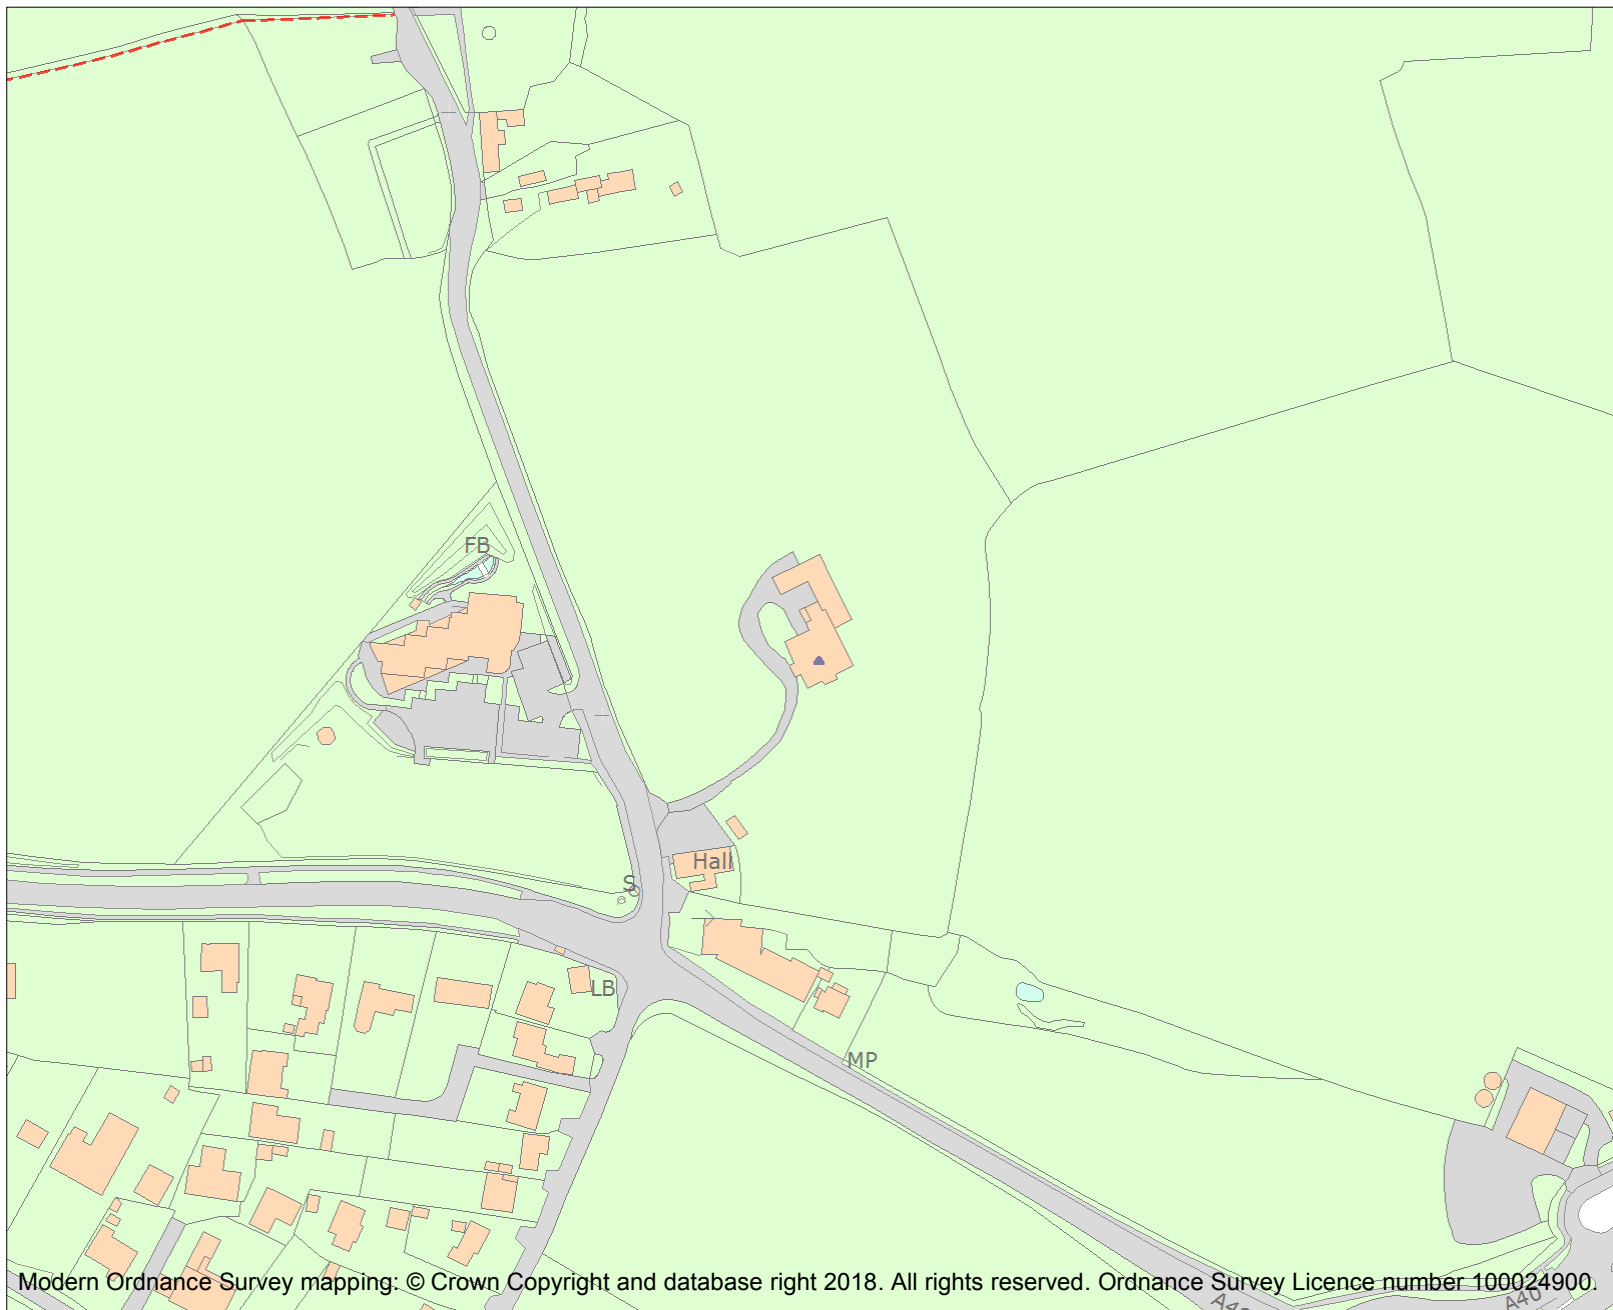 FB
Hall
S
LB
MP
Modern Ordnance Survey mapping: © Crown Copyright and database right 2018. All rights reserved. Ordnance Survey Licence number 100024900.
A40
A40